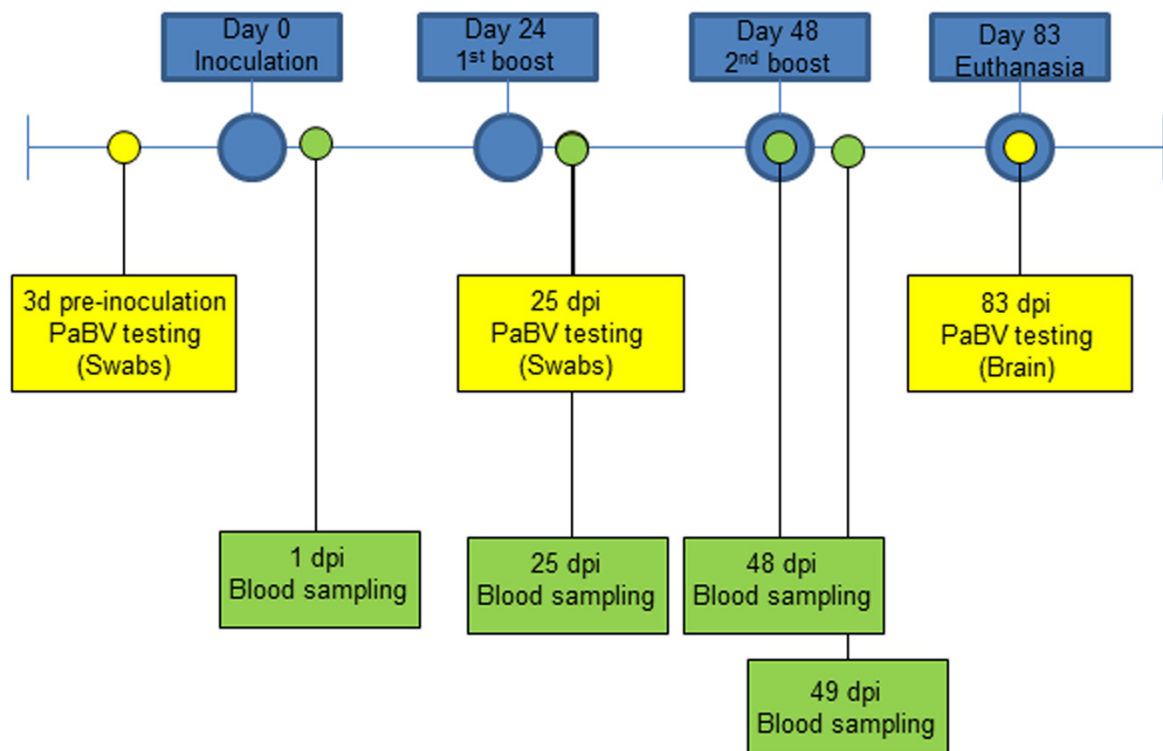 Day 0
Inoculation
Day 24
1st boost
Day 48
2nd boost
Day 83
Euthanasia
3d pre-inoculation
PaBV testing
(Swabs)
25 dpi
PaBV testing
(Swabs)
83 dpi
PaBV testing
(Brain)
1 dpi
Blood sampling
25 dpi
Blood sampling
48 dpi
Blood sampling
49 dpi
Blood sampling